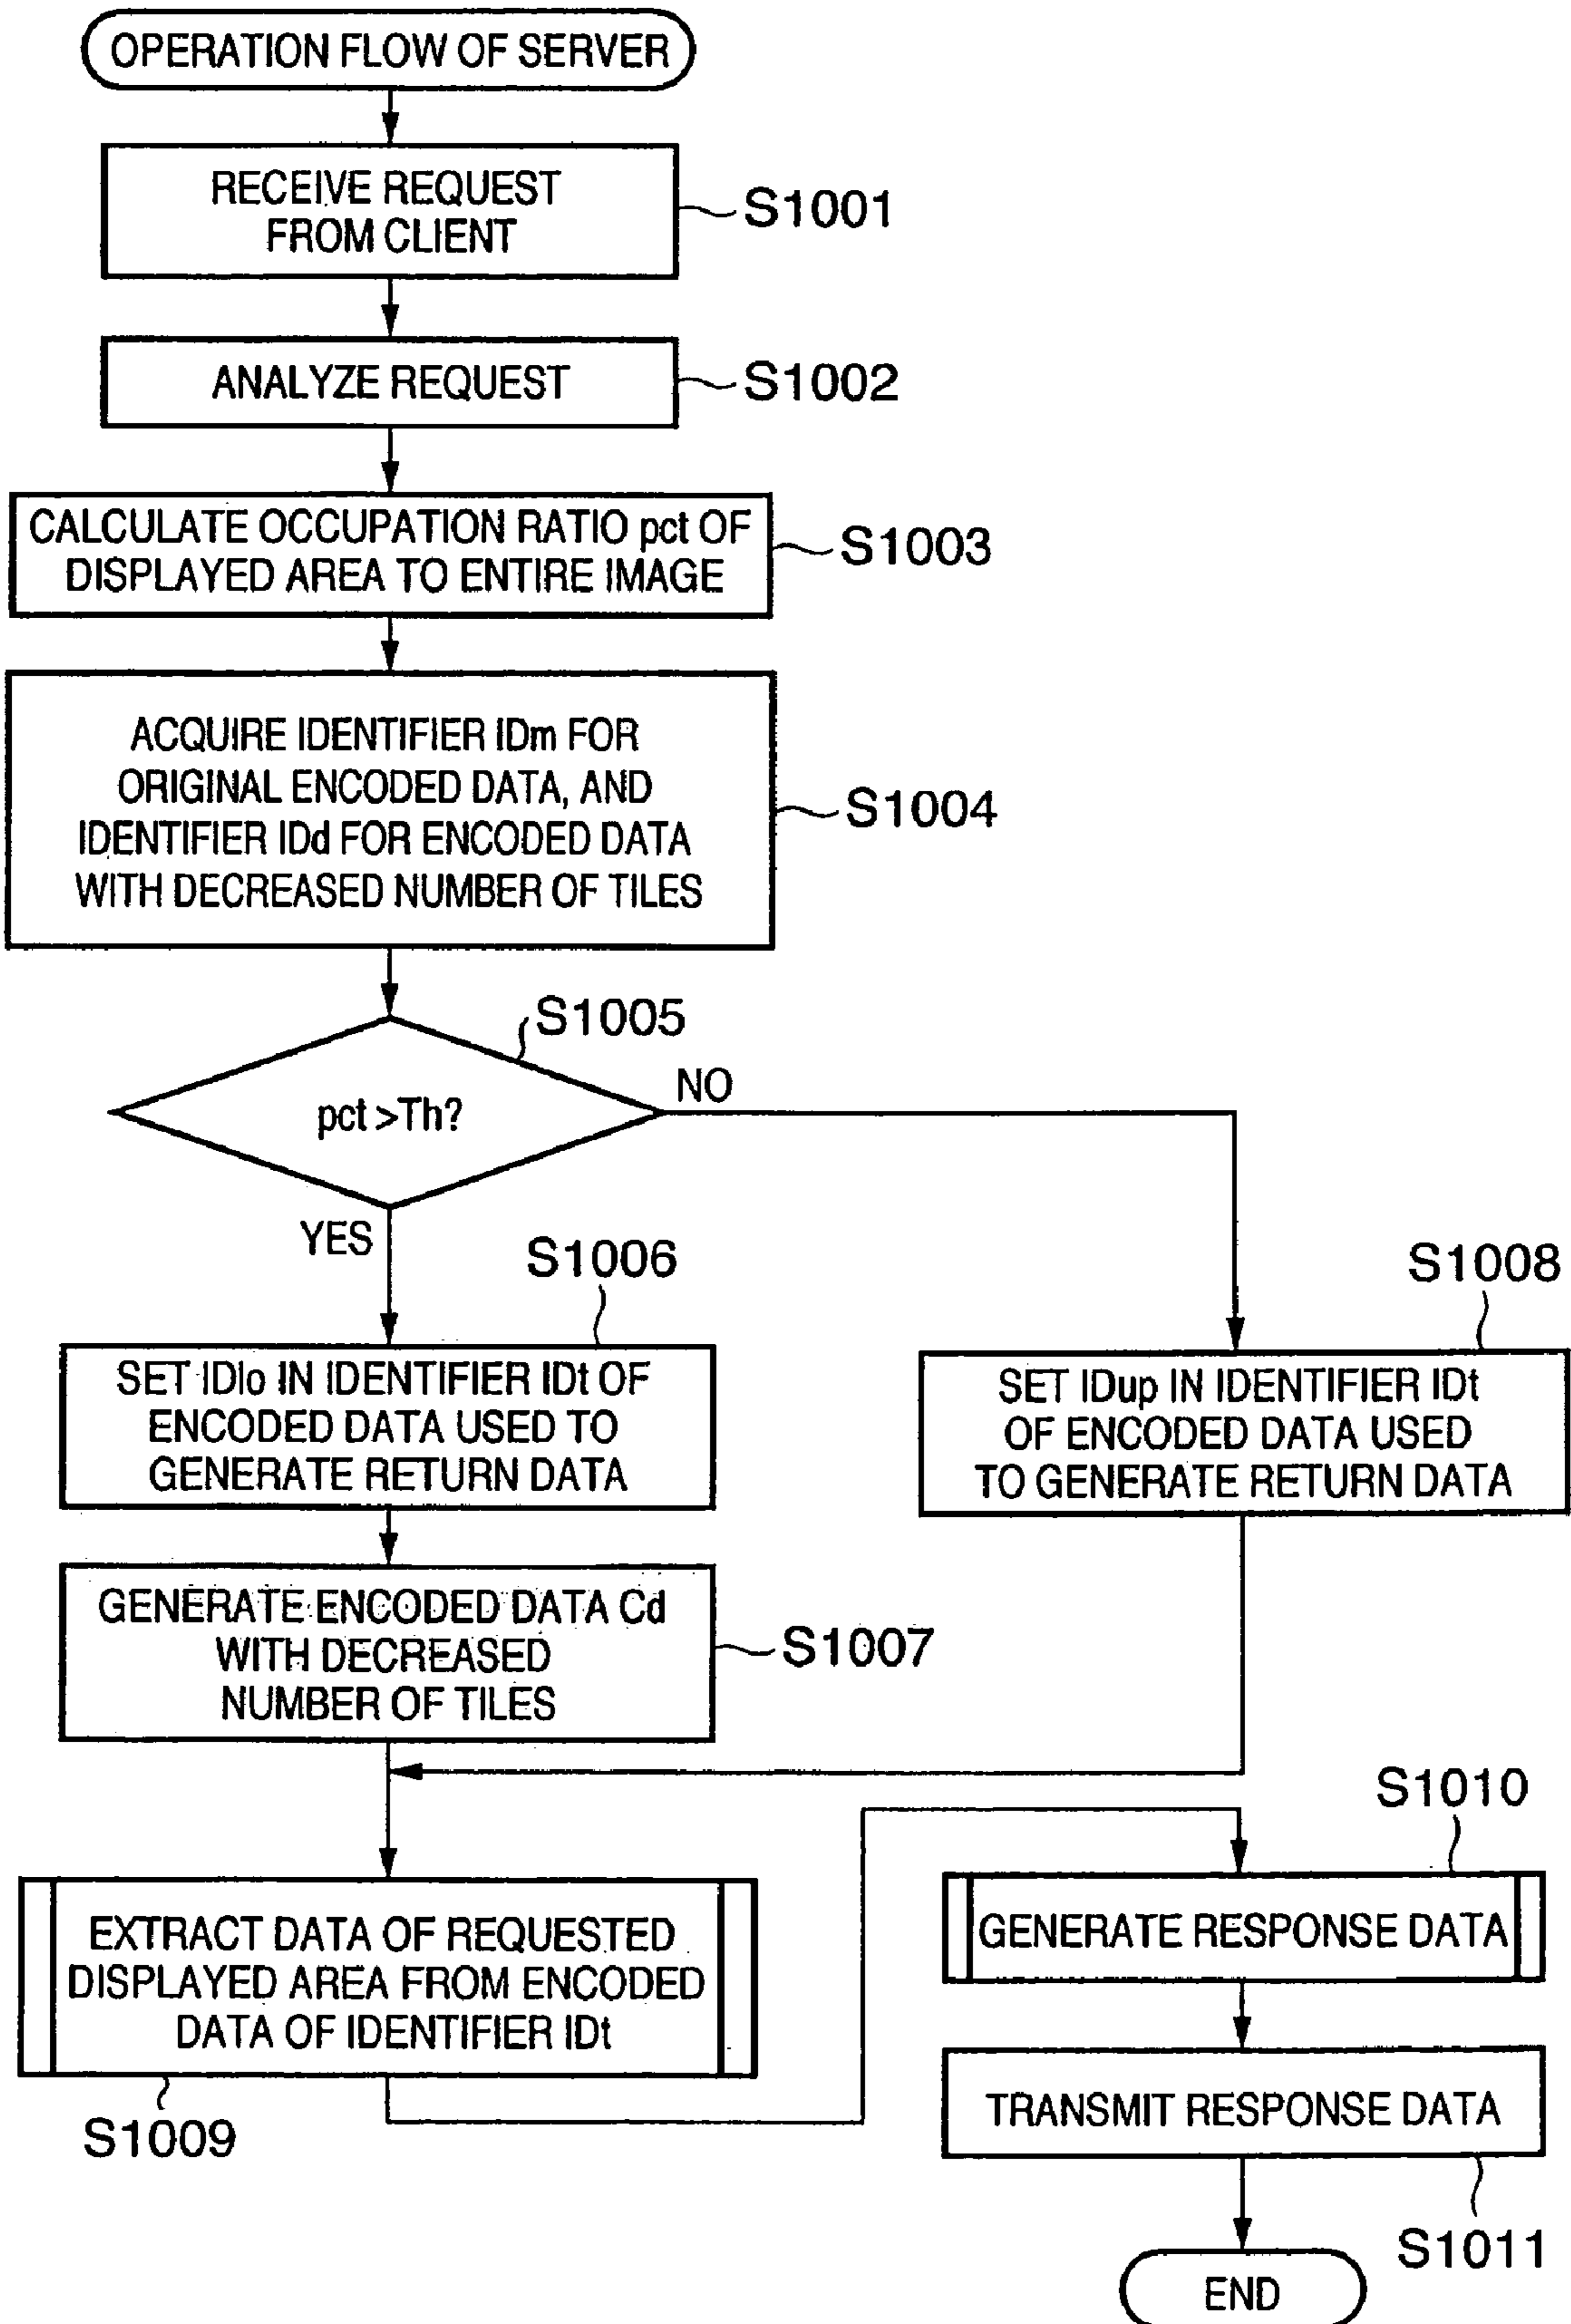 OPERATION FLOW OF SERVER
RECEIVE REQUEST
FROM CLIENT
S1001
ANALYZE REQUEST
S1002
CALCULATE OCCUPATION RATIO pct OF
DISPLAYED AREA TO ENTIRE IMAGE
S1003
ACQUIRE IDENTIFIER IDm FOR
ORIGINAL ENCODED DATA, AND
IDENTIFIER IDd FOR ENCODED DATA
WITH DECREASED NUMBER OF TILES
S1004
S1005
pct >Th?
NO
YES
S1006
SET IDlo IN IDENTIFIER IDt OF
ENCODED DATA USED TO
GENERATE RETURN DATA
S1008
SET IDup IN IDENTIFIER IDt
OF ENCODED DATA USED
TO GENERATE RETURN DATA
GENERATE ENCODED DATA Cd
WITH DECREASED
NUMBER OF TILES
S1007
EXTRACT DATA OF REQUESTED
DISPLAYED AREA FROM ENCODED
DATA OF IDENTIFIER IDt
S1009
S1010
GENERATE RESPONSE DATA
TRANSMIT RESPONSE DATA
S1011
END